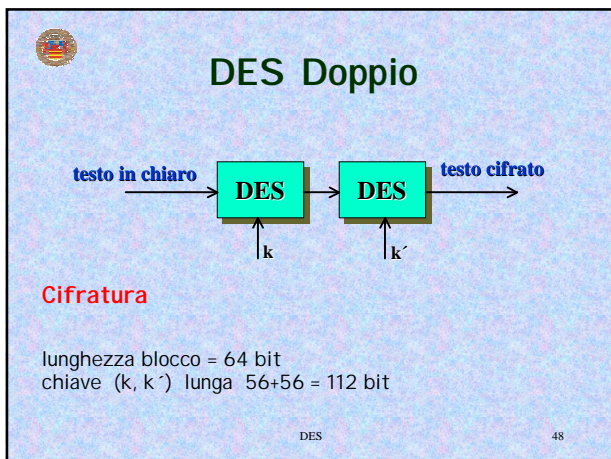 DES Doppio
testo in chiaro
DES
DES
testo cifrato
k
k´
Cifratura
lunghezza blocco = 64 bit
chiave (k, k´) lunga 56+56 = 112 bit
DES
48